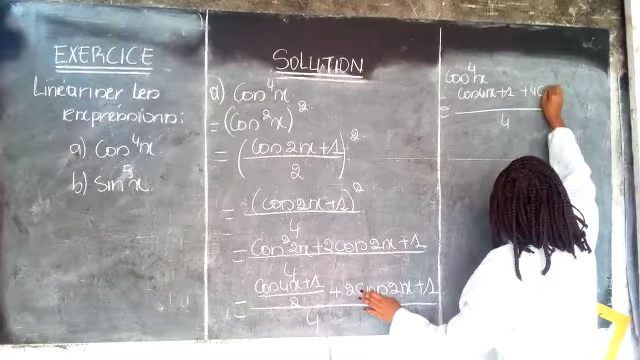 EXERCICE
Linéariser les
expressions:
a) cos⁴x
b) sin⁵x
SOLUTION
a) cos⁴x
= (cos²x)²
= ((cos2x+1)/2)²
= (cos2x+1)²/4
= (cos²2x+2cos2x+1)/4
= ((cos4x+1)/2 + 2cos2x+1)/4
cos⁴x
= (cos4x+1 +4c)/4